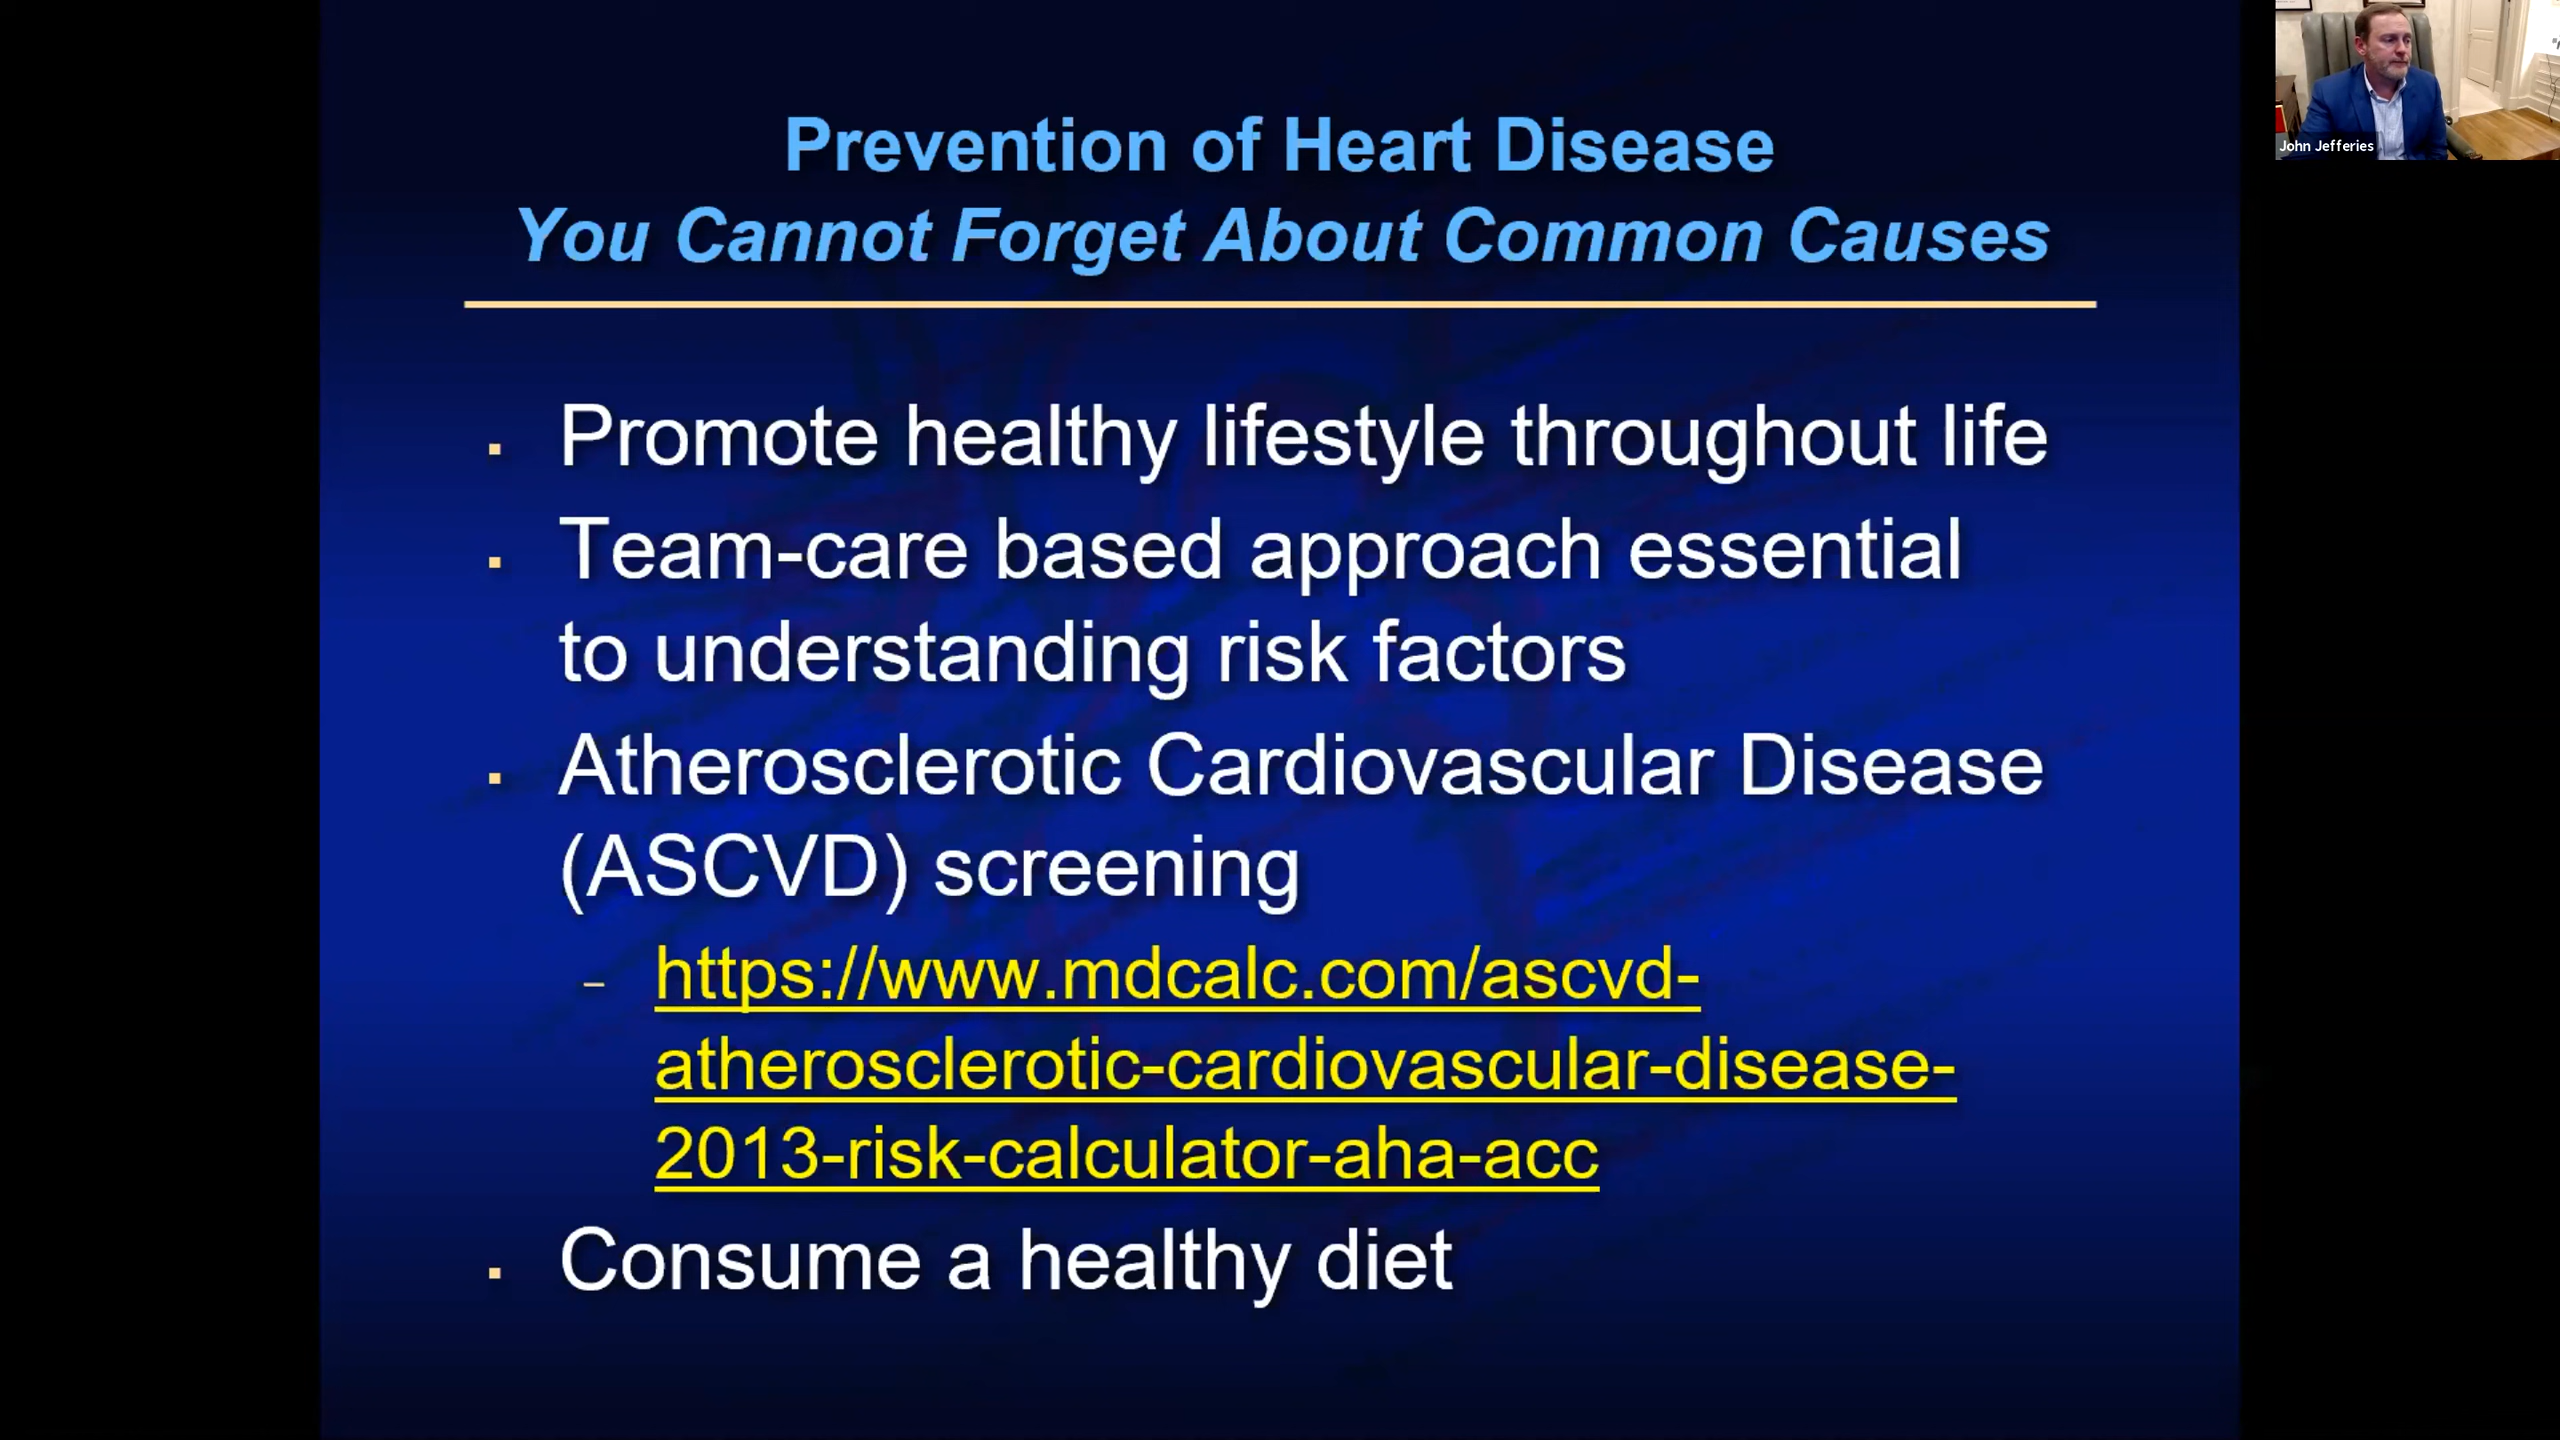 Prevention of Heart Disease
You Cannot Forget About Common Causes
John Jefferies
▪ Promote healthy lifestyle throughout life
▪ Team-care based approach essential
to understanding risk factors
▪ Atherosclerotic Cardiovascular Disease
(ASCVD) screening
– https://www.mdcalc.com/ascvd-
atherosclerotic-cardiovascular-disease-
2013-risk-calculator-aha-acc
▪ Consume a healthy diet